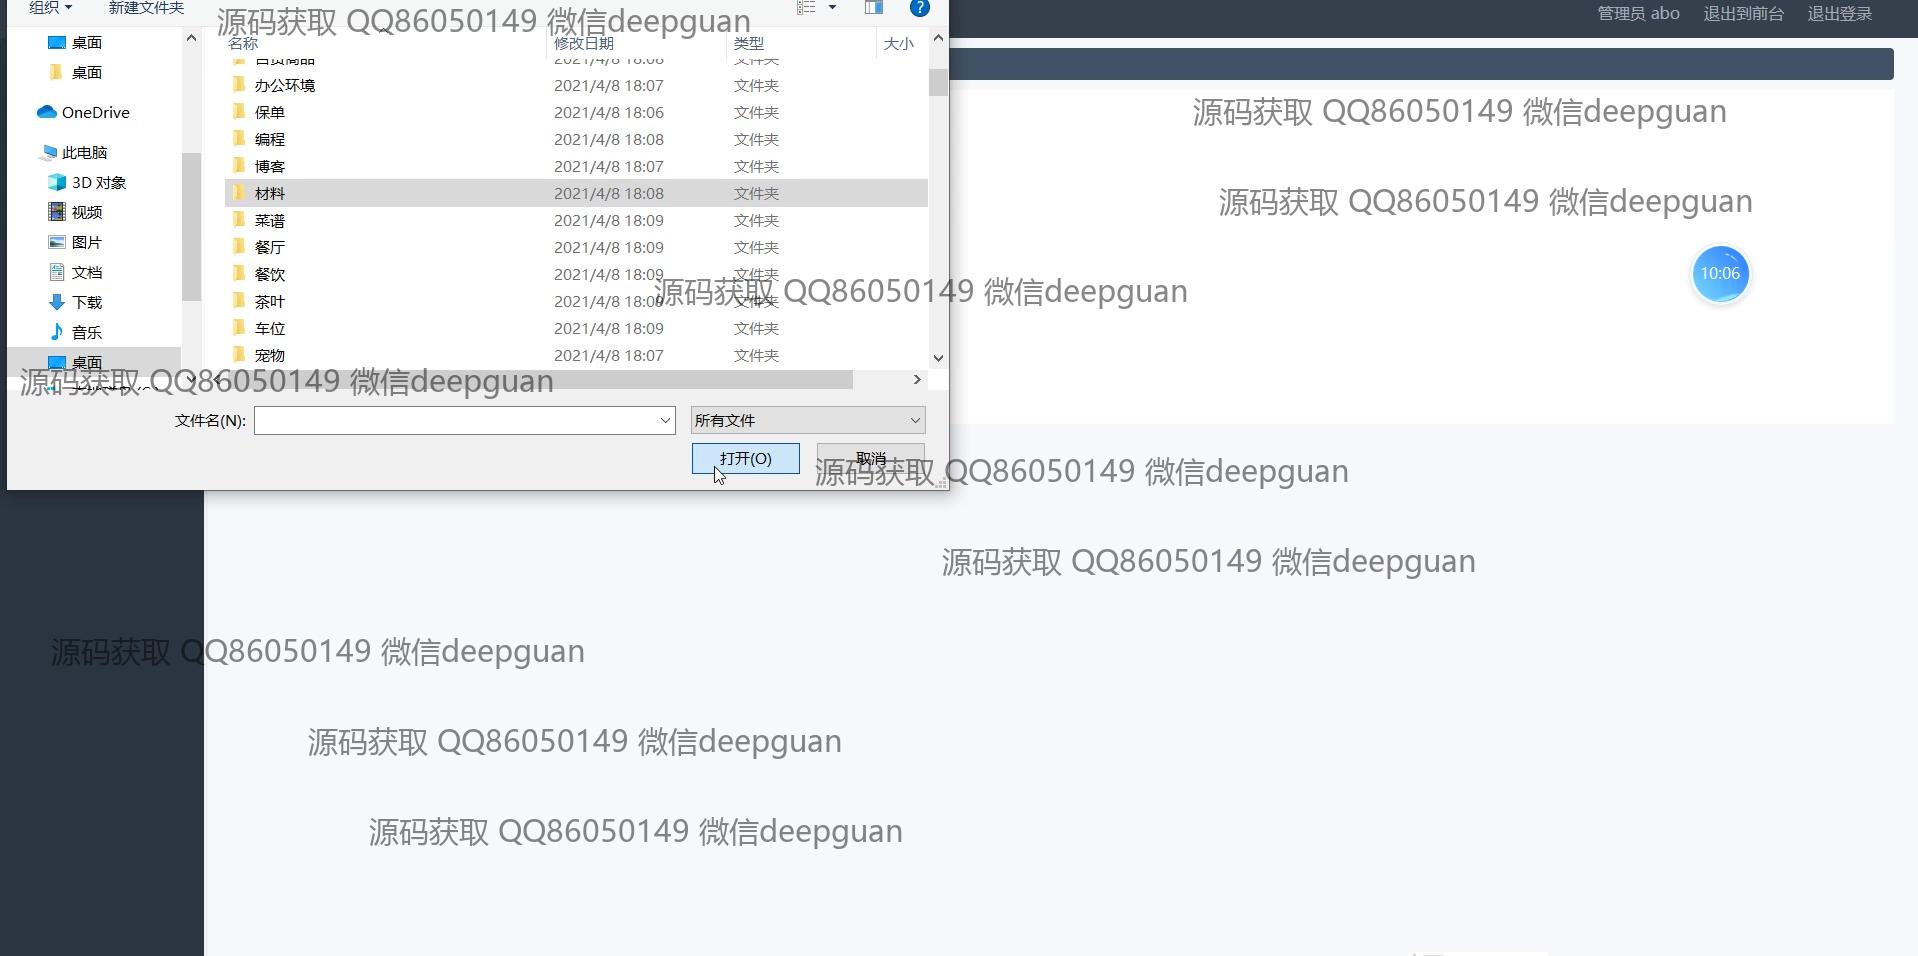 组织 新建文件夹
管理员 abo 退出到前台 退出登录
源码获取 QQ86050149 微信deepguan
名称 修改日期 类型 大小
桌面
桌面
OneDrive
此电脑
3D 对象
视频
图片
文档
下载
音乐
桌面
2021/4/8 18:08 文件夹
办公环境 2021/4/8 18:07 文件夹
保单 2021/4/8 18:06 文件夹
编程 2021/4/8 18:08 文件夹
博客 2021/4/8 18:07 文件夹
材料 2021/4/8 18:08 文件夹
菜谱 2021/4/8 18:09 文件夹
餐厅 2021/4/8 18:09 文件夹
餐饮 2021/4/8 18:09 文件夹
茶叶 2021/4/8 18:09 文件夹
车位 2021/4/8 18:09 文件夹
宠物 2021/4/8 18:07 文件夹
源码获取 QQ86050149 微信deepguan
源码获取 QQ86050149 微信deepguan
10:06
源码获取 QQ86050149 微信deepguan
源码获取 QQ86050149 微信deepguan
文件名(N): 所有文件
打开(O) 取消
源码获取 QQ86050149 微信deepguan
源码获取 QQ86050149 微信deepguan
源码获取 QQ86050149 微信deepguan
源码获取 QQ86050149 微信deepguan
源码获取 QQ86050149 微信deepguan